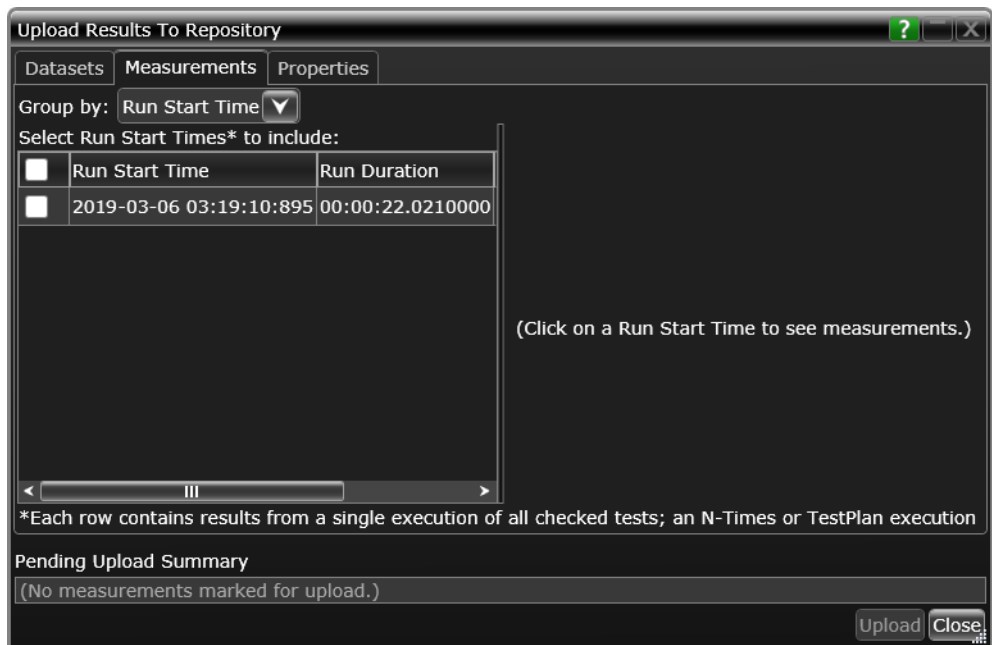 Upload Results To Repository
Datasets Measurements Properties
Group by: Run Start Time
Select Run Start Times* to include:
Run Start Time Run Duration
2019-03-06 03:19:10:895 00:00:22.0210000
(Click on a Run Start Time to see measurements.)
*Each row contains results from a single execution of all checked tests; an N-Times or TestPlan execution
Pending Upload Summary
(No measurements marked for upload.)
Upload Close